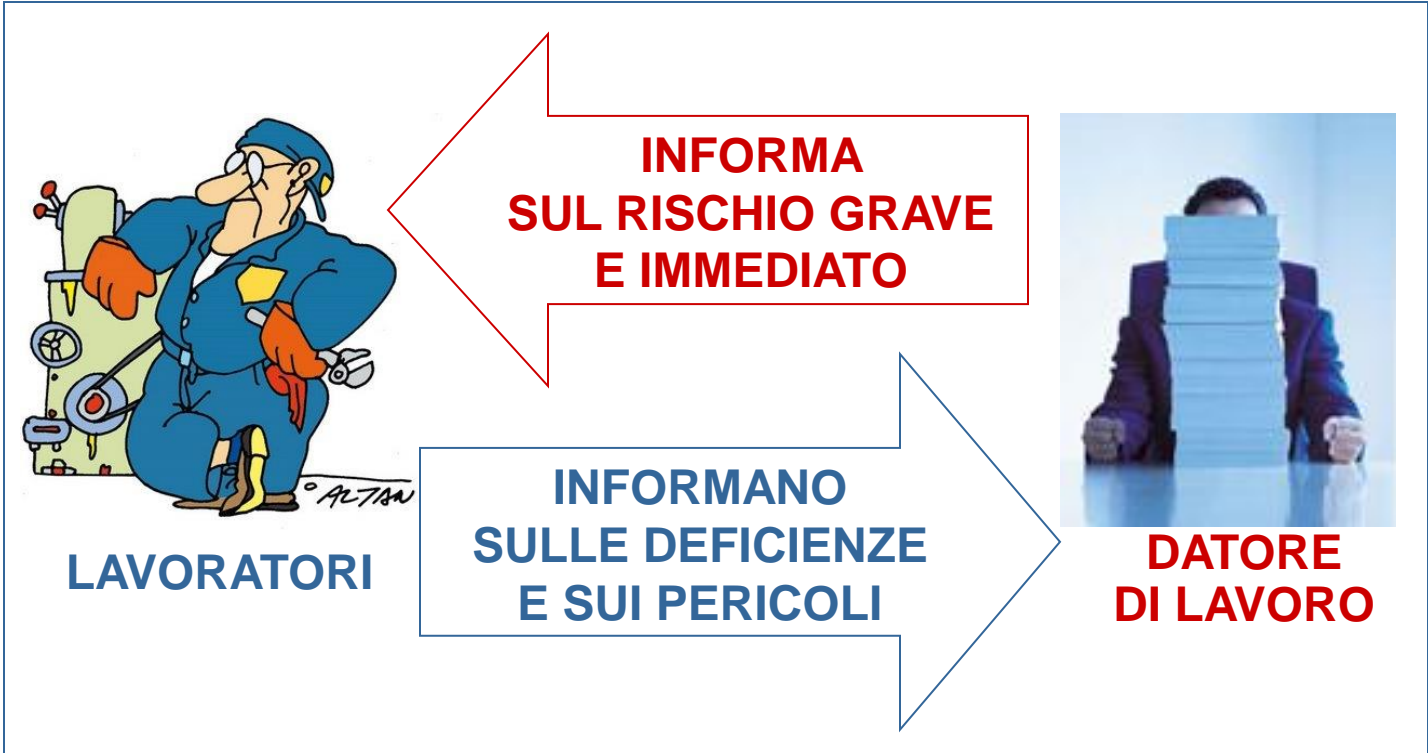 INFORMA
SUL RISCHIO GRAVE
E IMMEDIATO
ALTAN
LAVORATORI
INFORMANO
SULLE DEFICIENZE
E SUI PERICOLI
DATORE
DI LAVORO